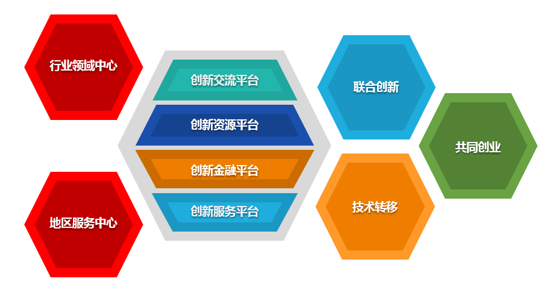 行业领域中心
地区服务中心
创新交流平台
创新资源平台
创新金融平台
创新服务平台
联合创新
技术转移
共同创业